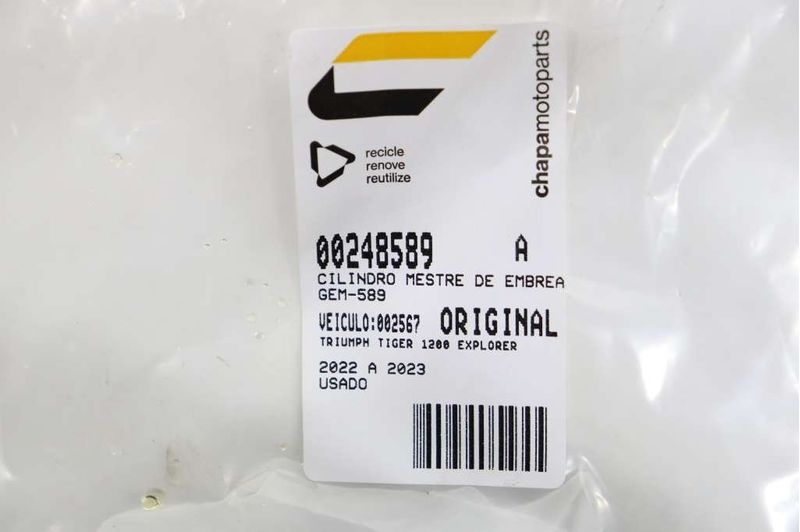 chapamotoparts
recicle
renove
reutilize
00248589 A
CILINDRO MESTRE DE EMBREA
GEM-589
VEICULO:002567 ORIGINAL
TRIUMPH TIGER 1200 EXPLORER
2022 A 2023
USADO